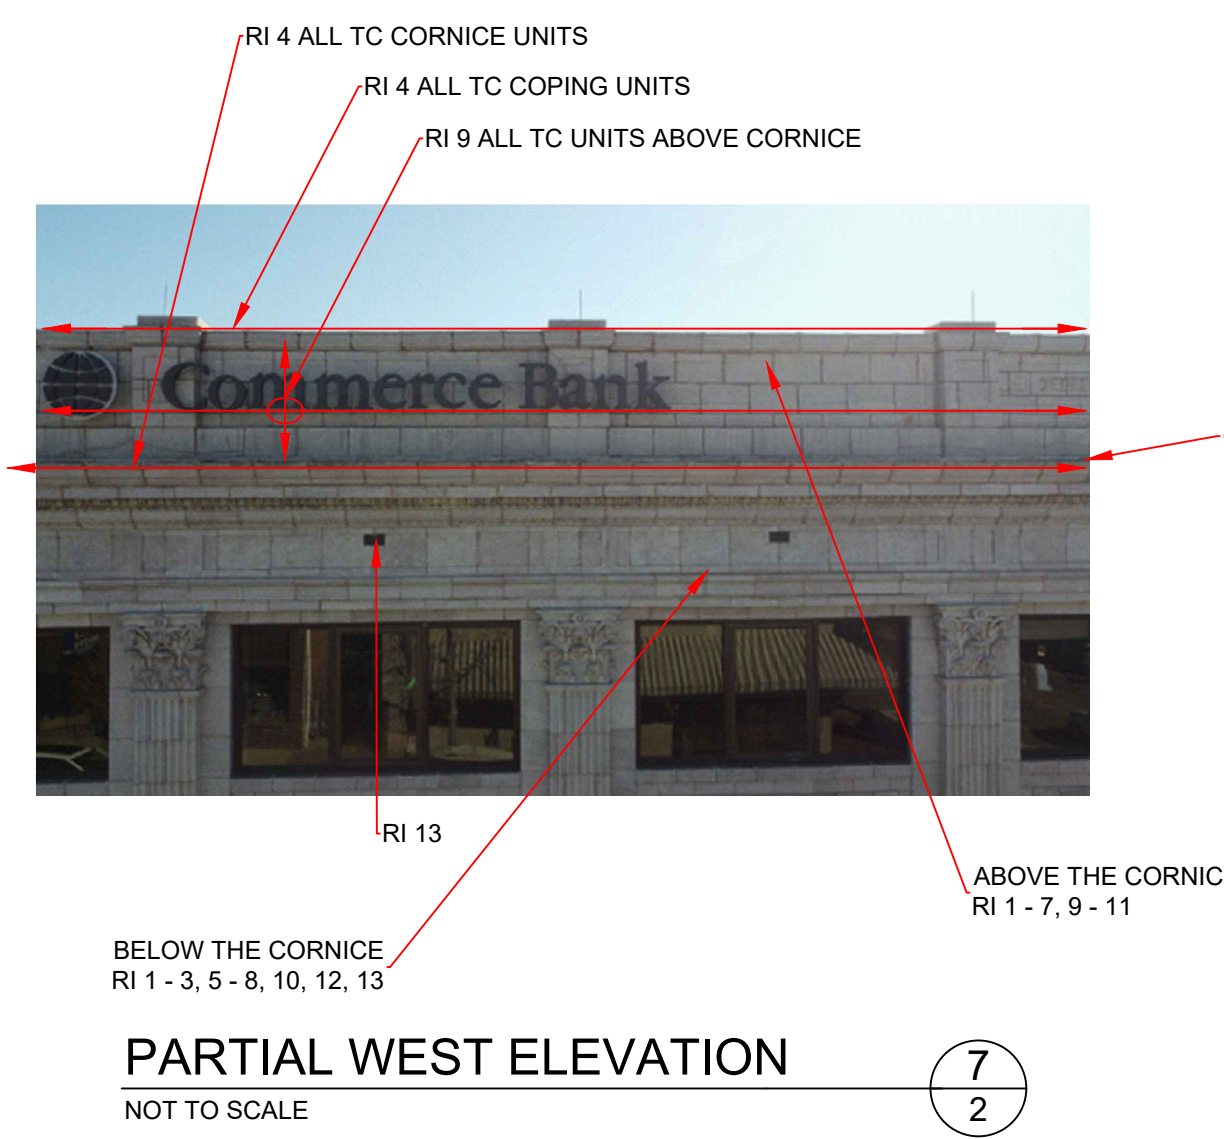 RI 4 ALL TC CORNICE UNITS
RI 4 ALL TC COPING UNITS
RI 9 ALL TC UNITS ABOVE CORNICE
Commerce Bank
RI 13
ABOVE THE CORNIC
RI 1 - 7, 9 - 11
BELOW THE CORNICE
RI 1 - 3, 5 - 8, 10, 12, 13
PARTIAL WEST ELEVATION
NOT TO SCALE
7
2